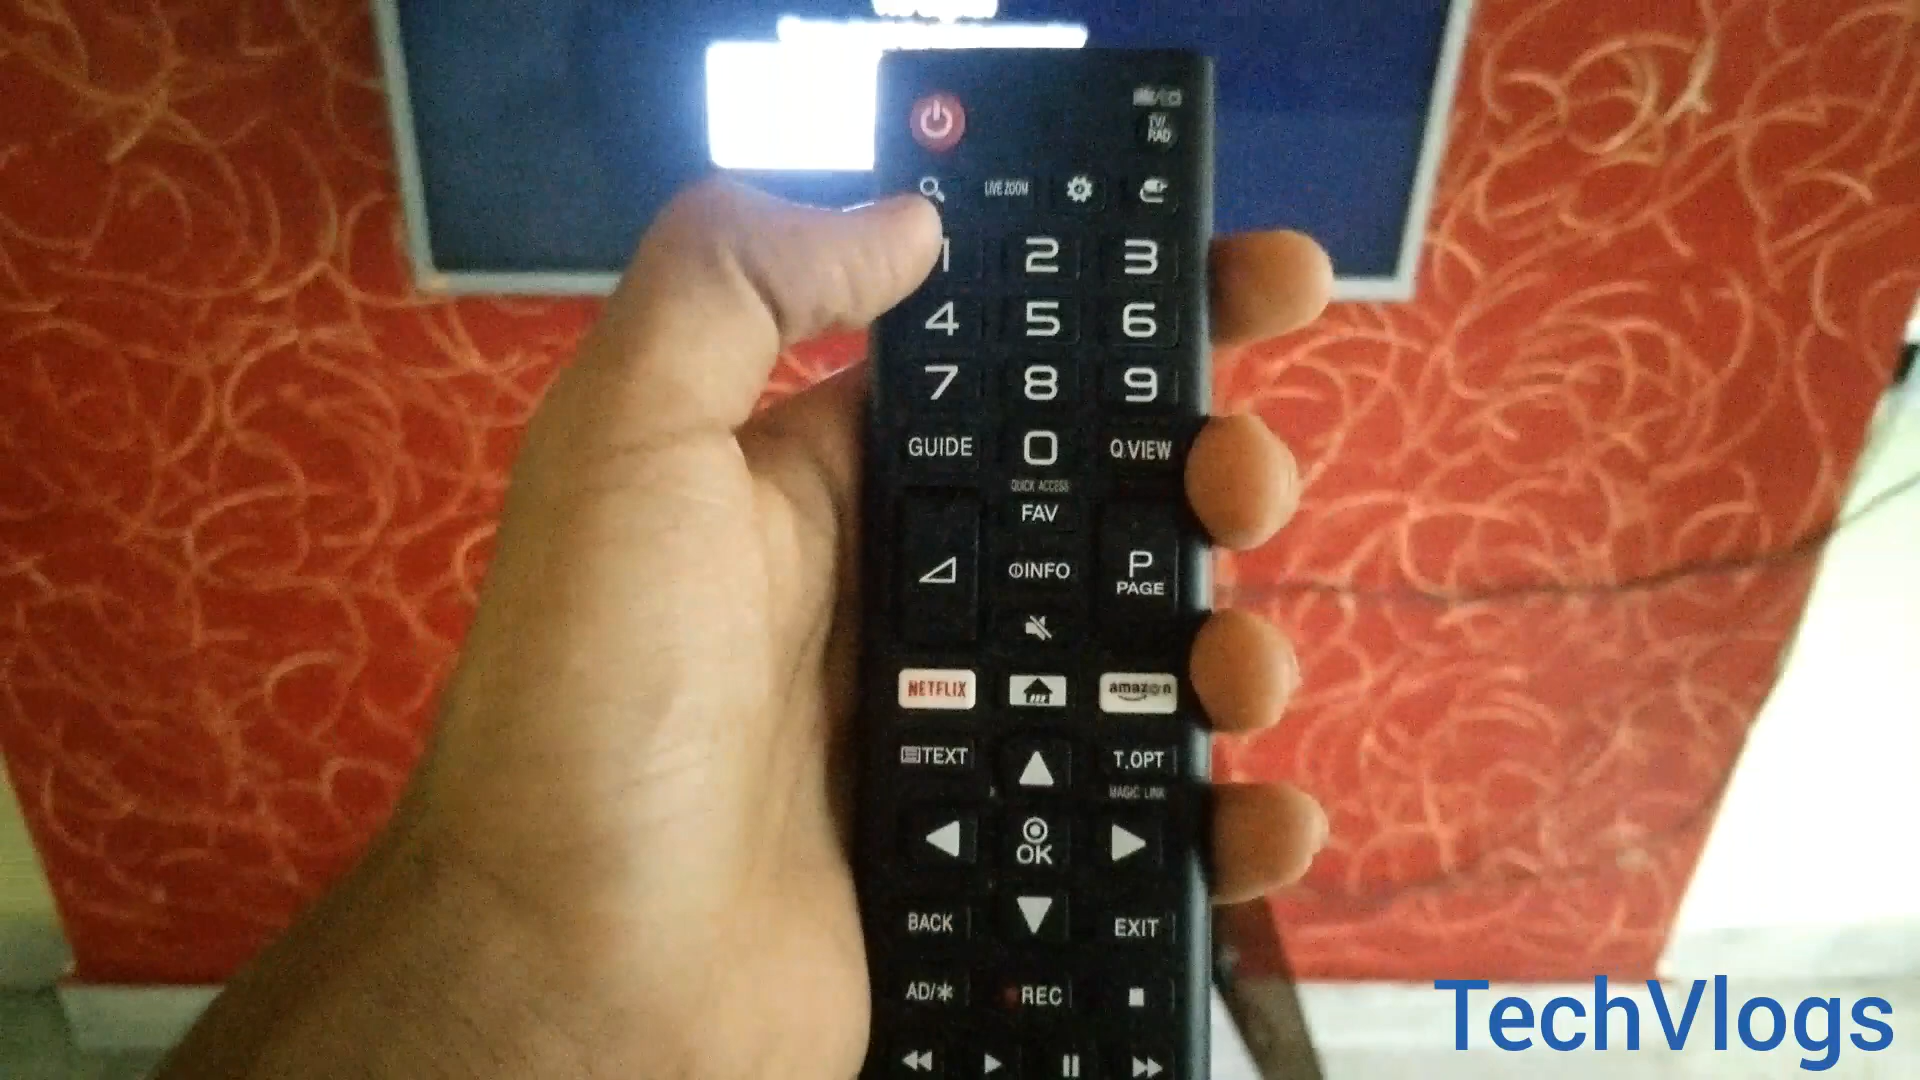 TV/
RAD
LIVE ZOOM
1 2 3
4 5 6
7 8 9
GUIDE 0 Q.VIEW
QUICK ACCESS
FAV
INFO
P
PAGE
NETFLIX amazon
TEXT T.OPT
MAGIC LINK
OK
BACK EXIT
AD/* REC
TechVlogs